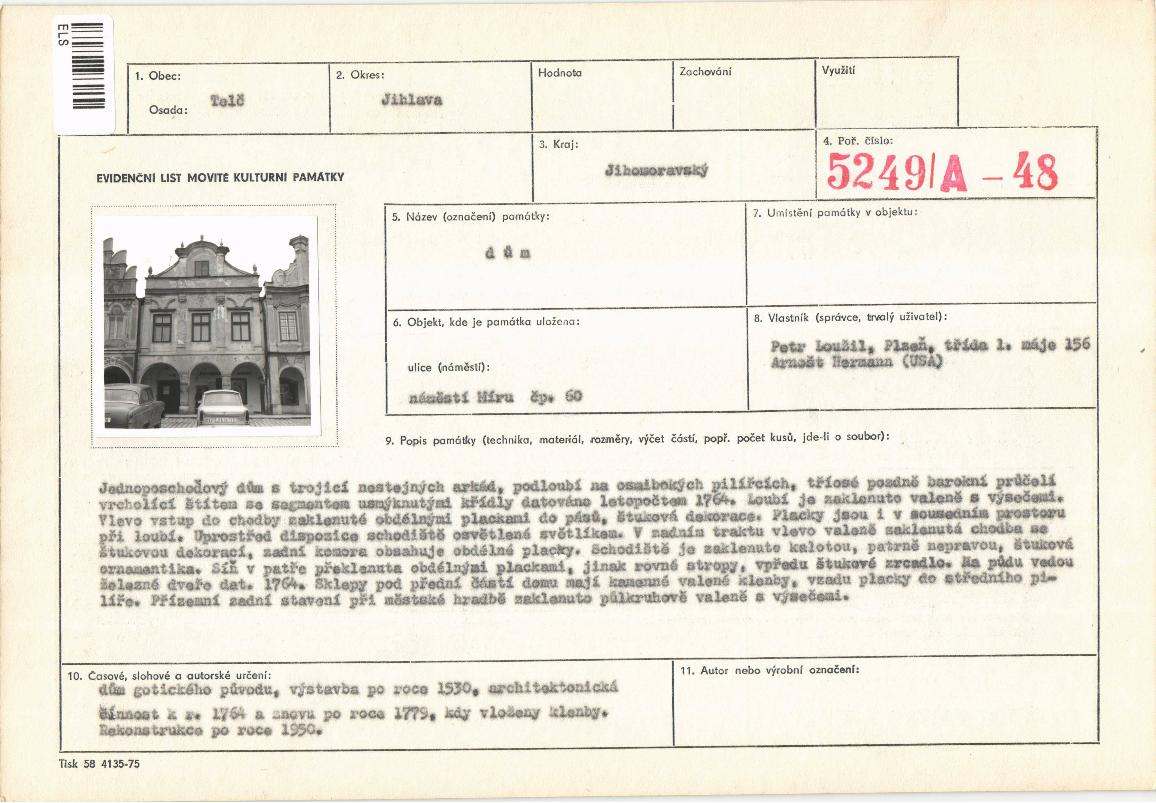 ELS
1. Obec:
Osada: Telč
2. Okres:
Jihlava
Hodnota
Zachování
Využití
3. Kraj:
Jihomoravský
4. Poř. číslo:
5249/A - 48
EVIDENČNÍ LIST MOVITÉ KULTURNÍ PAMÁTKY
5. Název (označení) památky:
d ů m
7. Umístění památky v objektu:
6. Objekt, kde je památka uložena:
ulice (náměstí):
náměstí Míru čp. 60
8. Vlastník (správce, trvalý uživatel):
Petr Loužil, Plzeň, třída 1. máje 156
Arnošt Hermann (USA)
9. Popis památky (technika, materiál, rozměry, výčet částí, popř. počet kusů, jde-li o soubor):
Jednoposchoďový dům s trojicí nestejných arkád, podloubí na osmibokých pilířcích, tříosé pozdně barokní průčelí
vrcholící štítem se segmentem usmýknutými křídly datováno letopočtem 1764. Loubí je zaklenuto valeně s výsečemi.
Vlevo vstup do chodby zaklenuté obdélnými plackami do pásů, štuková dekorace. Placky jsou i v sousedním prostoru
při loubí. Uprostřed dispozice schodiště osvětlené světlíkem. V zadním traktu vlevo valeně zaklenutá chodba se
štukovou dekorací, zadní komora obsahuje obdélné placky. Schodiště je zaklenuto kalotou, patrně nepravou, štuková
ornamentika. Síň v patře překlenuta obdélnými plackami, jinak rovné stropy, vpředu štukové zrcadlo. Na půdu vedou
železné dveře dat. 1764. Sklepy pod přední částí domu mají kamenné valené klenby, vzadu placky do středního pi-
líře. Přízemní zadní stavení při městské hradbě zaklenuto půlkruhově valeně s výsečemi.
10. Časové, slohové a autorské určení:
dům gotického původu, výstavba po roce 1530, architektonická
činnost k r. 1764 a znovu po roce 1779, kdy vloženy klenby.
Rekonstrukce po roce 1950.
11. Autor nebo výrobní označení:
Tisk 58 4135-75